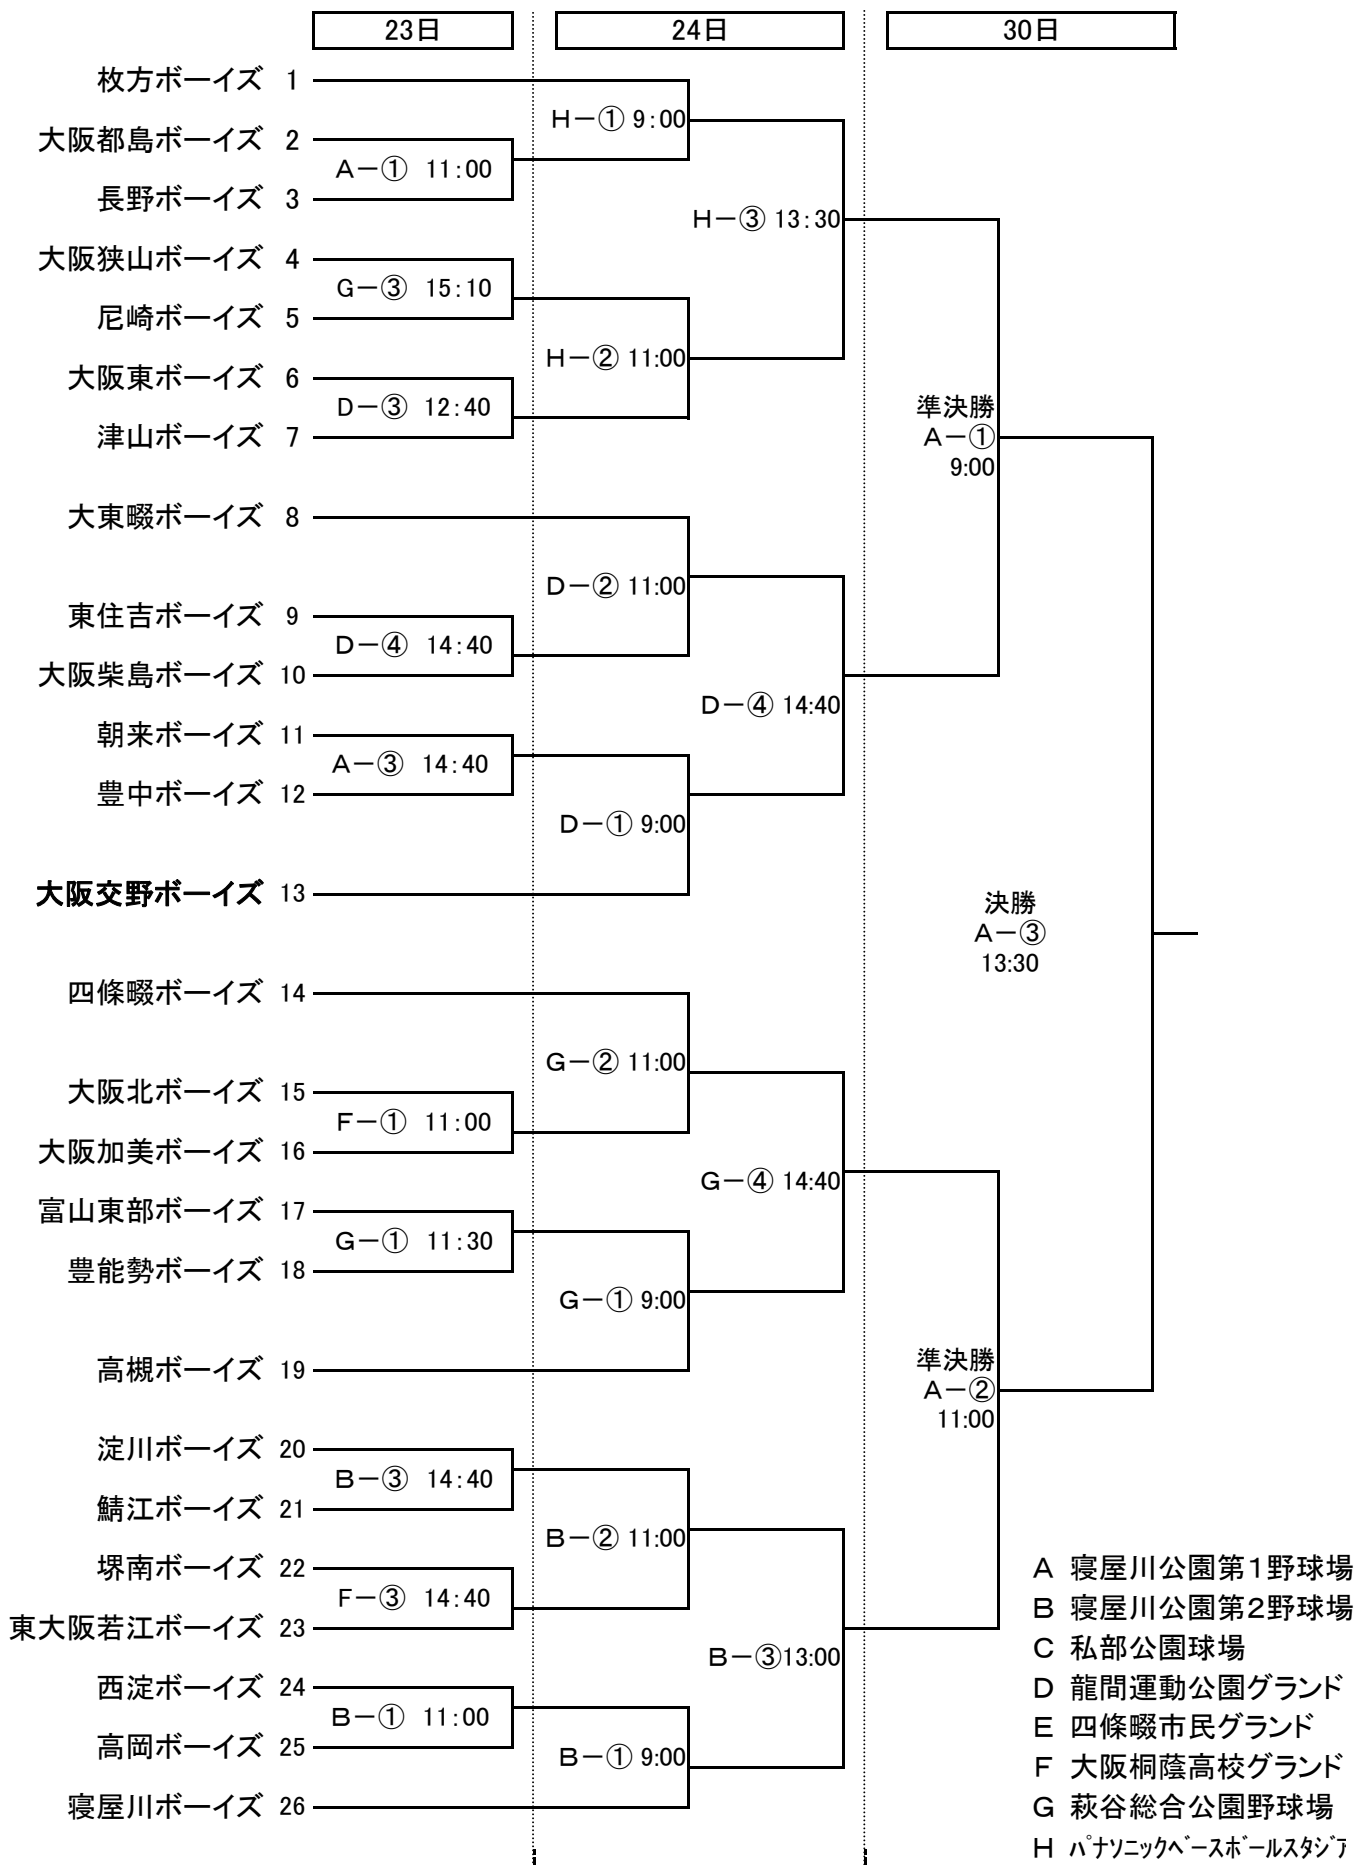 23日 24日 30日
枚方ボーイズ 1
H－① 9:00
大阪都島ボーイズ 2
A－① 11:00
長野ボーイズ 3
H－③ 13:30
大阪狭山ボーイズ 4
G－③ 15:10
尼崎ボーイズ 5
H－② 11:00
大阪東ボーイズ 6
D－③ 12:40
津山ボーイズ 7
準決勝
A－①
9:00
大東畷ボーイズ 8
D－② 11:00
東住吉ボーイズ 9
D－④ 14:40
大阪柴島ボーイズ 10
D－④ 14:40
朝来ボーイズ 11
A－③ 14:40
豊中ボーイズ 12
D－① 9:00
大阪交野ボーイズ 13
決勝
A－③
13:30
四條畷ボーイズ 14
G－② 11:00
大阪北ボーイズ 15
F－① 11:00
大阪加美ボーイズ 16
G－④ 14:40
富山東部ボーイズ 17
G－① 11:30
豊能勢ボーイズ 18
G－① 9:00
高槻ボーイズ 19
準決勝
A－②
11:00
淀川ボーイズ 20
B－③ 14:40
鯖江ボーイズ 21
B－② 11:00
堺南ボーイズ 22
F－③ 14:40
東大阪若江ボーイズ 23
B－③13:00
西淀ボーイズ 24
B－① 11:00
高岡ボーイズ 25
B－① 9:00
寝屋川ボーイズ 26
A 寝屋川公園第1野球場
B 寝屋川公園第2野球場
C 私部公園球場
D 龍間運動公園グランド
E 四條畷市民グランド
F 大阪桐蔭高校グランド
G 萩谷総合公園野球場
H ﾊﾟﾅｿﾆｯｸﾍﾞｰｽﾎﾞｰﾙｽﾀｼﾞｱ